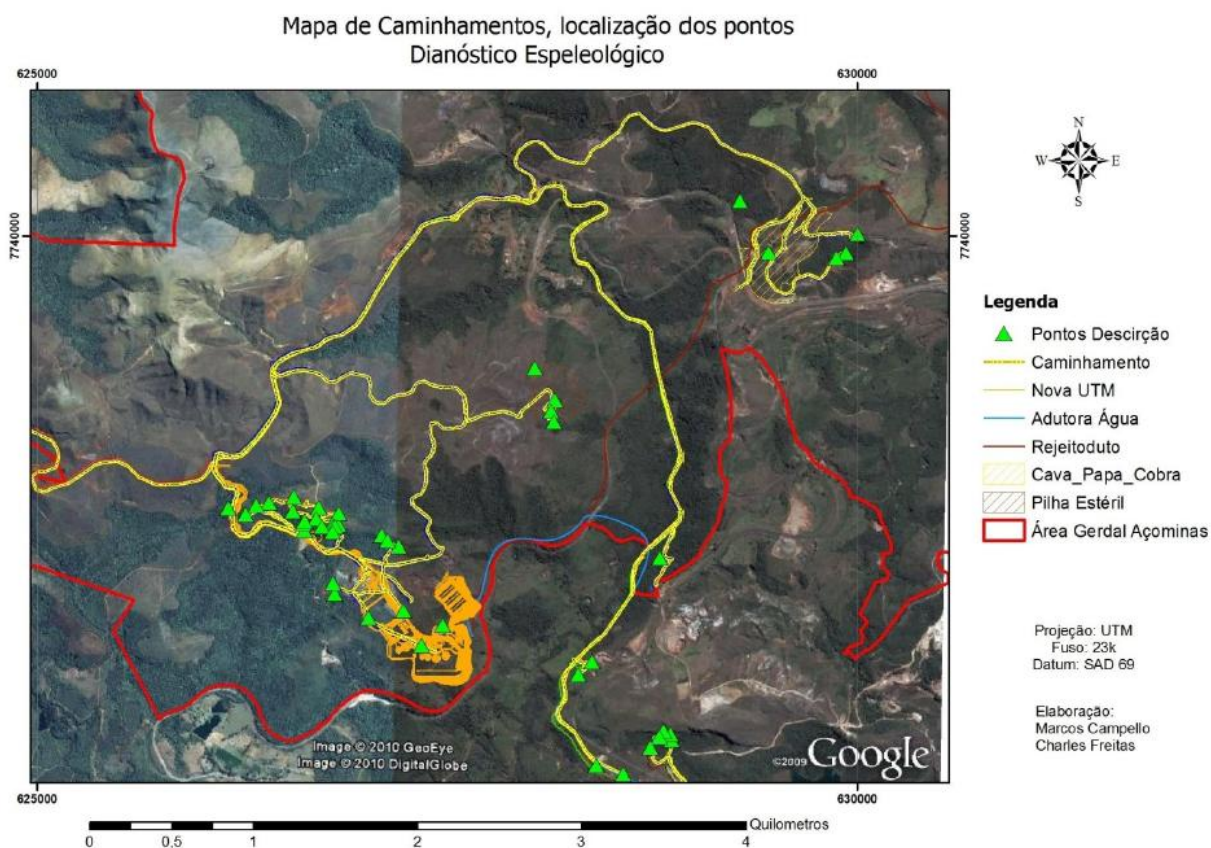 Mapa de Caminhamentos, localização dos pontos
Dianóstico Espeleológico
625000
630000
7740000
7740000
N
W
E
S
Legenda
Pontos Descirção
Caminhamento
Nova UTM
Adutora Água
Rejeitoduto
Cava_Papa_Cobra
Pilha Estéril
Área Gerdal Açominas
Projeção: UTM
Fuso: 23k
Datum: SAD 69
Elaboração:
Marcos Campello
Charles Freitas
Image © 2010 GeoEye
Image © 2010 DigitalGlobe
©2009 Google
625000
630000
0 0,5 1 2 3 4 Quilometros